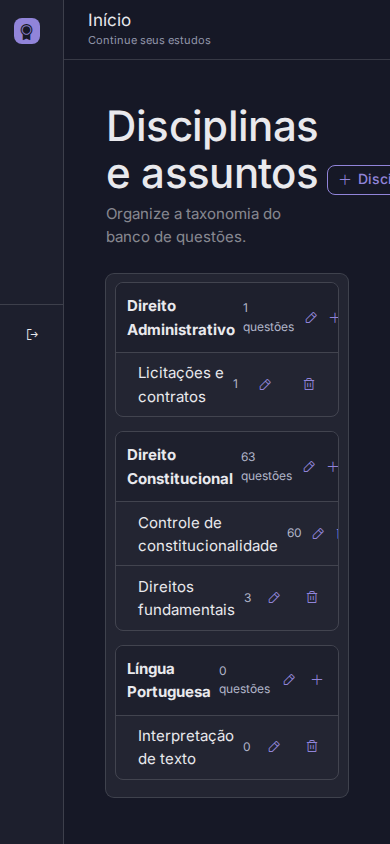 Início
Continue seus estudos
Disciplinas
e assuntos
+ Disci
Organize a taxonomia do
banco de questões.
Direito
Administrativo
1
questões
Licitações e
contratos
1
Direito
Constitucional
63
questões
Controle de
constitucionalidade
60
Direitos
fundamentais
3
Língua
Portuguesa
0
questões
Interpretação
de texto
0